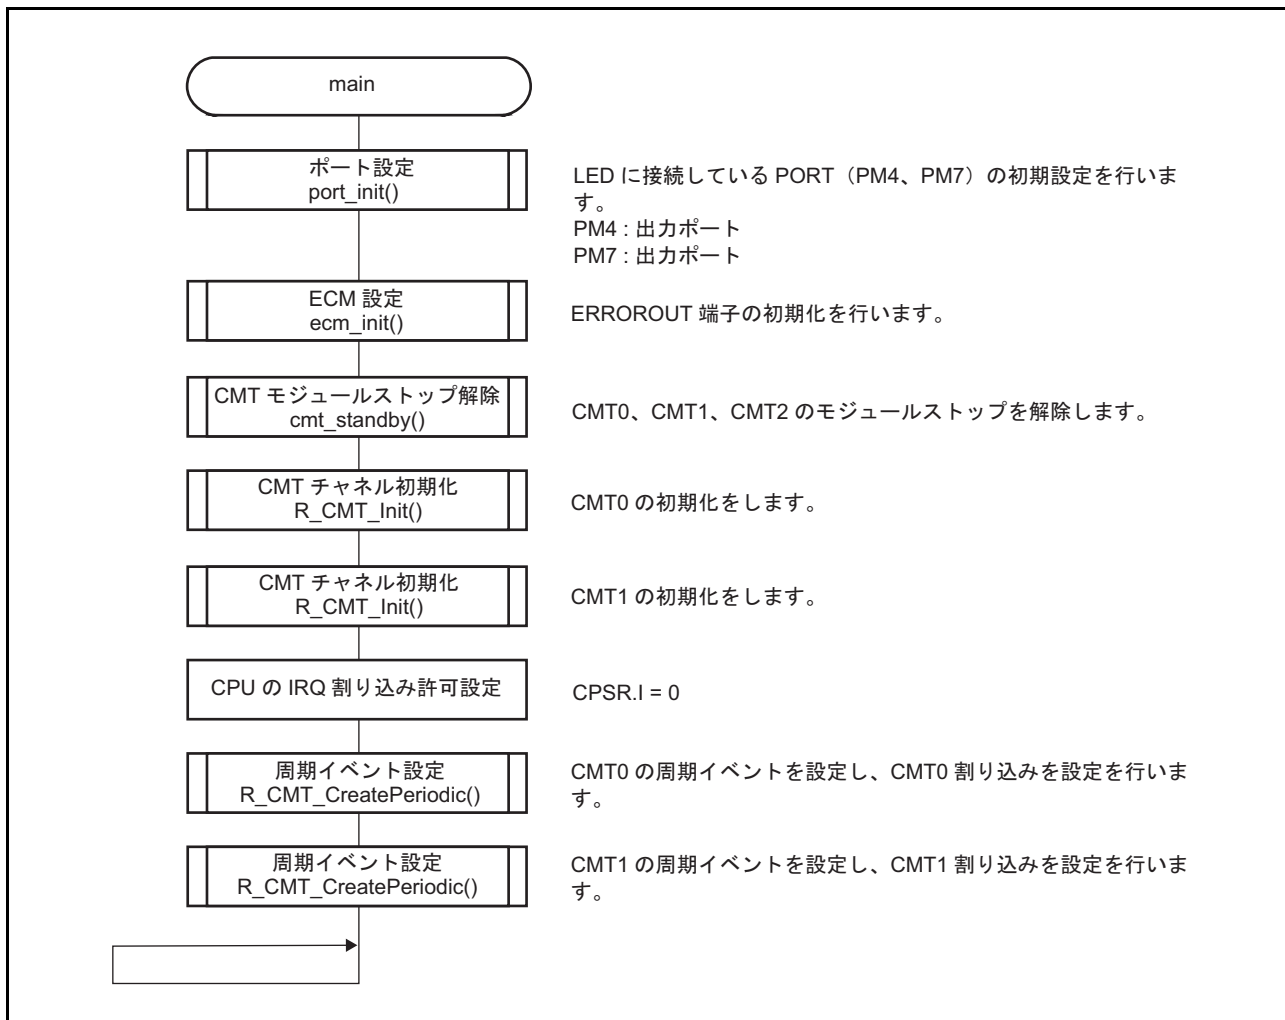 main
ポート設定
port_init()
LED に接続している PORT（PM4、PM7）の初期設定を行いま
す。
PM4 : 出力ポート
PM7 : 出力ポート
ECM 設定
ecm_init()
ERROROUT 端子の初期化を行います。
CMT モジュールストップ解除
cmt_standby()
CMT0、CMT1、CMT2 のモジュールストップを解除します。
CMT チャネル初期化
R_CMT_Init()
CMT0 の初期化をします。
CMT チャネル初期化
R_CMT_Init()
CMT1 の初期化をします。
CPU の IRQ 割り込み許可設定
CPSR.I = 0
周期イベント設定
R_CMT_CreatePeriodic()
CMT0 の周期イベントを設定し、CMT0 割り込みを設定を行いま
す。
周期イベント設定
R_CMT_CreatePeriodic()
CMT1 の周期イベントを設定し、CMT1 割り込みを設定を行いま
す。